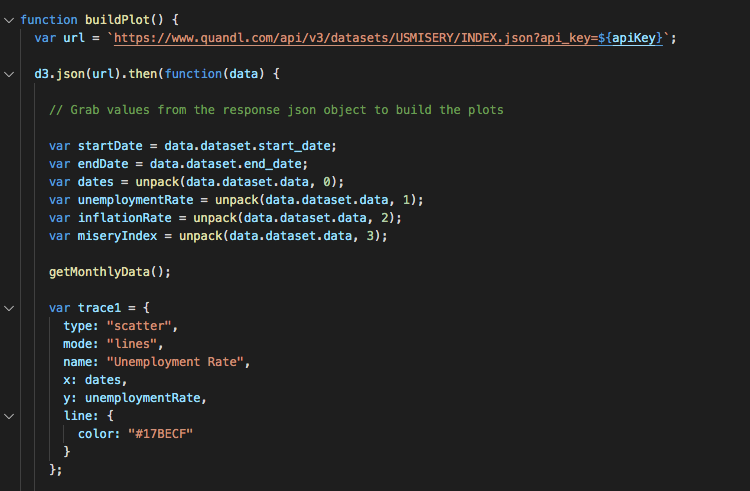 function buildPlot() {
var url = `https://www.quandl.com/api/v3/datasets/USMISERY/INDEX.json?api_key=${apiKey}`;
d3.json(url).then(function(data) {
// Grab values from the response json object to build the plots
var startDate = data.dataset.start_date;
var endDate = data.dataset.end_date;
var dates = unpack(data.dataset.data, 0);
var unemploymentRate = unpack(data.dataset.data, 1);
var inflationRate = unpack(data.dataset.data, 2);
var miseryIndex = unpack(data.dataset.data, 3);
getMonthlyData();
var trace1 = {
type: "scatter",
mode: "lines",
name: "Unemployment Rate",
x: dates,
y: unemploymentRate,
line: {
color: "#17BECF"
}
};